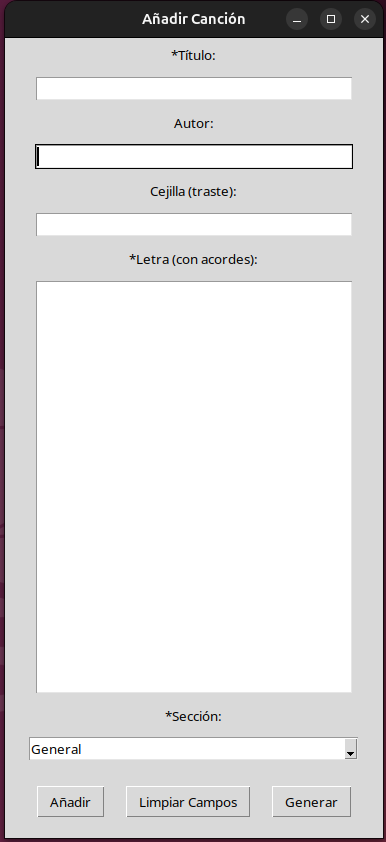 Añadir Canción
*Título:
Autor:
Cejilla (traste):
*Letra (con acordes):
*Sección:
General
Añadir
Limpiar Campos
Generar